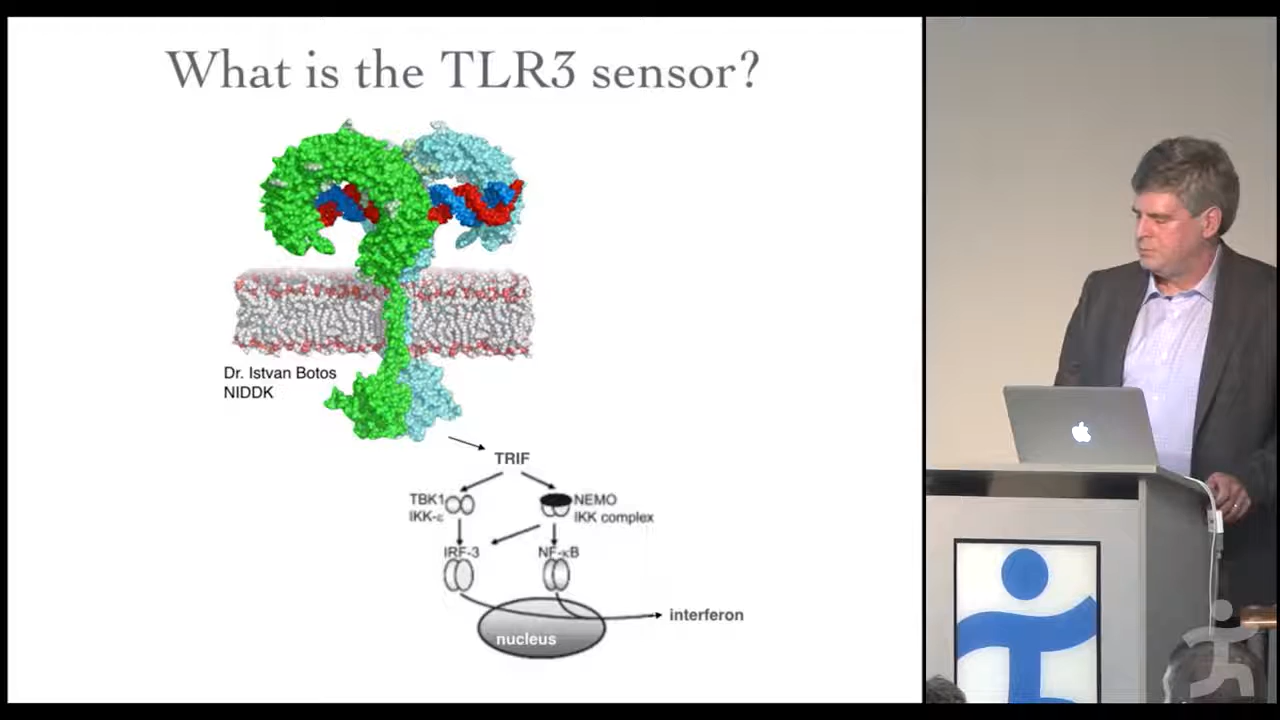 What is the TLR3 sensor?
Dr. Istvan Botos
NIDDK
TRIF
TBK1
IKK-ε
NEMO
IKK complex
IRF-3
NF-κB
interferon
nucleus